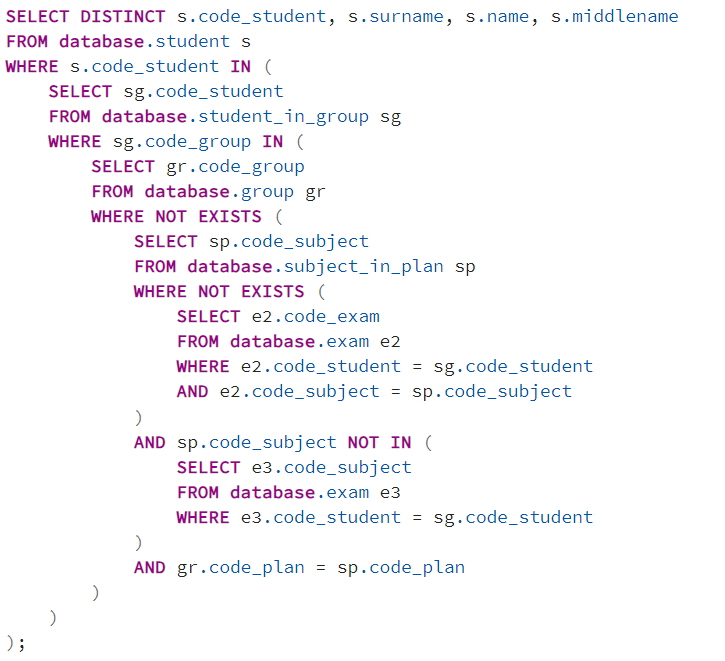 SELECT DISTINCT s.code_student, s.surname, s.name, s.middlename
FROM database.student s
WHERE s.code_student IN (
    SELECT sg.code_student
    FROM database.student_in_group sg
    WHERE sg.code_group IN (
        SELECT gr.code_group
        FROM database.group gr
        WHERE NOT EXISTS (
            SELECT sp.code_subject
            FROM database.subject_in_plan sp
            WHERE NOT EXISTS (
                SELECT e2.code_exam
                FROM database.exam e2
                WHERE e2.code_student = sg.code_student
                AND e2.code_subject = sp.code_subject
            )
            AND sp.code_subject NOT IN (
                SELECT e3.code_subject
                FROM database.exam e3
                WHERE e3.code_student = sg.code_student
            )
            AND gr.code_plan = sp.code_plan
        )
    )
);